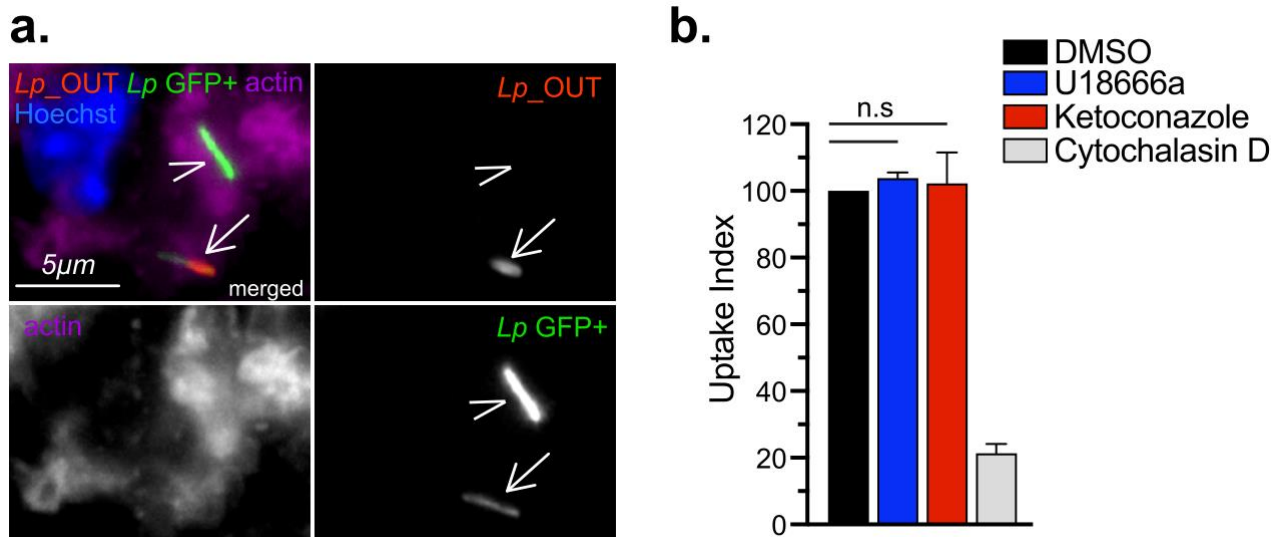 a.
Lp_OUT Lp GFP+ actin
Hoechst
5µm
merged
Lp_OUT
actin
Lp GFP+
b.
DMSO
U18666a
Ketoconazole
Cytochalasin D
n.s
Uptake Index
120
100
80
60
40
20
0